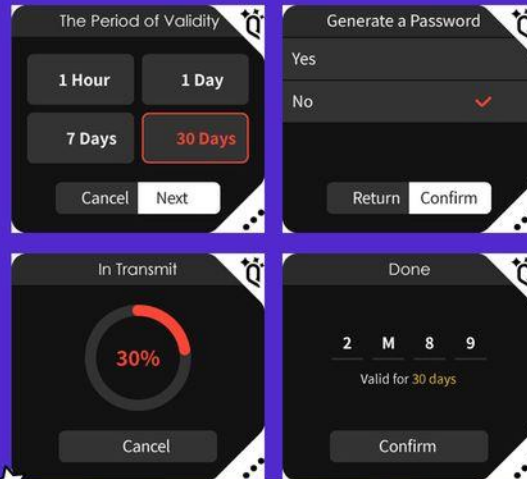 The Period of Validity
1 Hour
1 Day
7 Days
30 Days
Cancel
Next
Generate a Password
Yes
No
Return
Confirm
In Transmit
30%
Cancel
Done
2 M 8 9
Valid for 30 days
Confirm